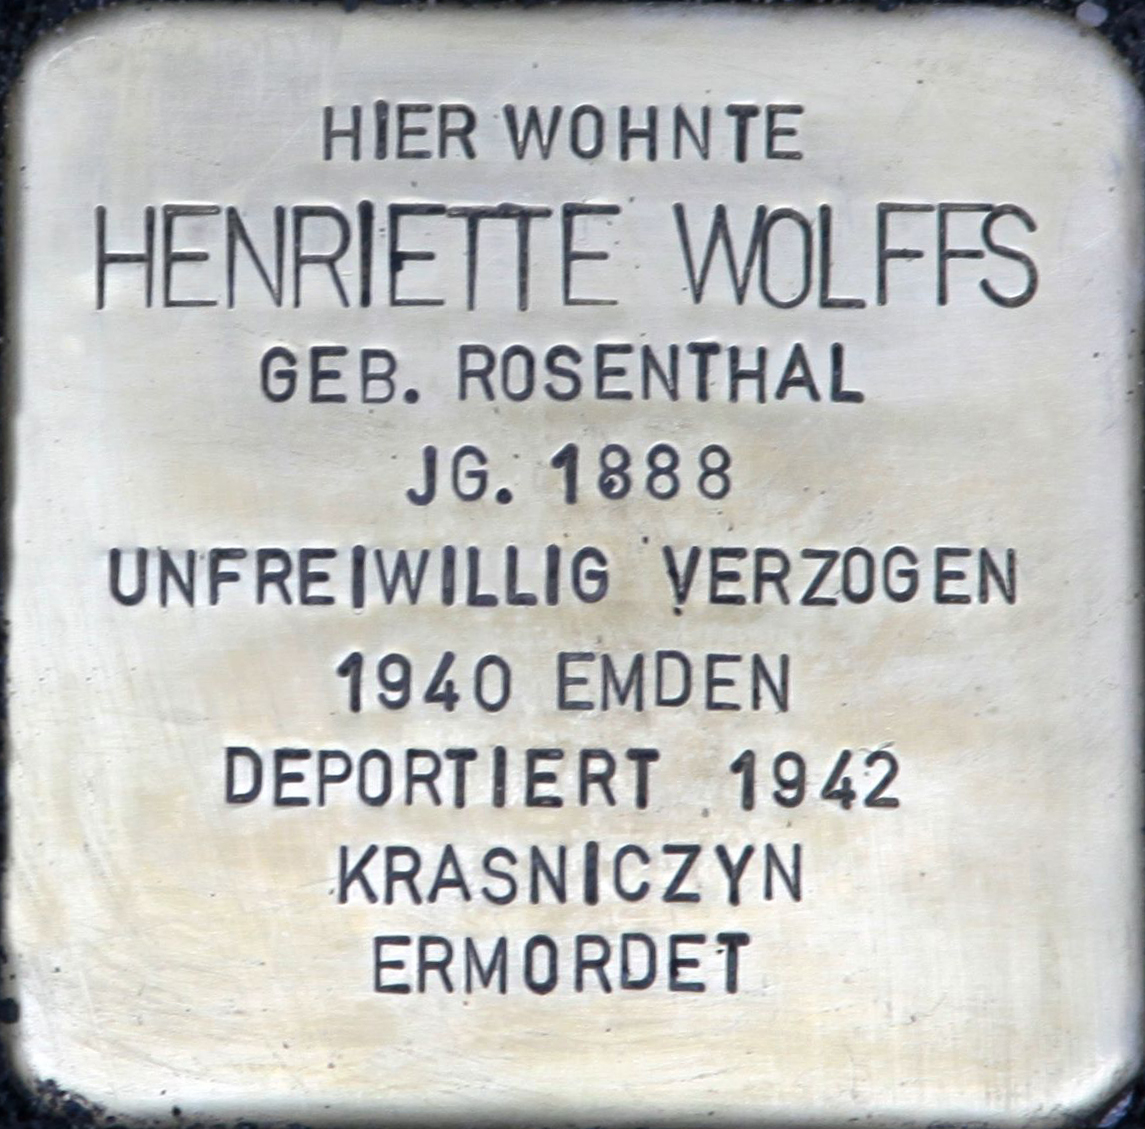 HIER WOHNTE
HENRIETTE WOLFFS
GEB. ROSENTHAL
JG. 1888
UNFREIWILLIG VERZOGEN
1940 EMDEN
DEPORTIERT 1942
KRASNICZYN
ERMORDET